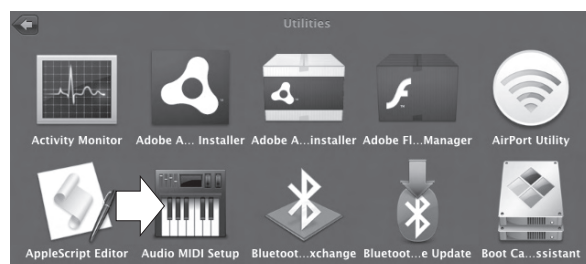 Utilities
Activity Monitor Adobe A... Installer Adobe A...installer Adobe Fl...Manager AirPort Utility
AppleScript Editor Audio MIDI Setup Bluetoot...xchange Bluetoot...e Update Boot Ca...ssistant